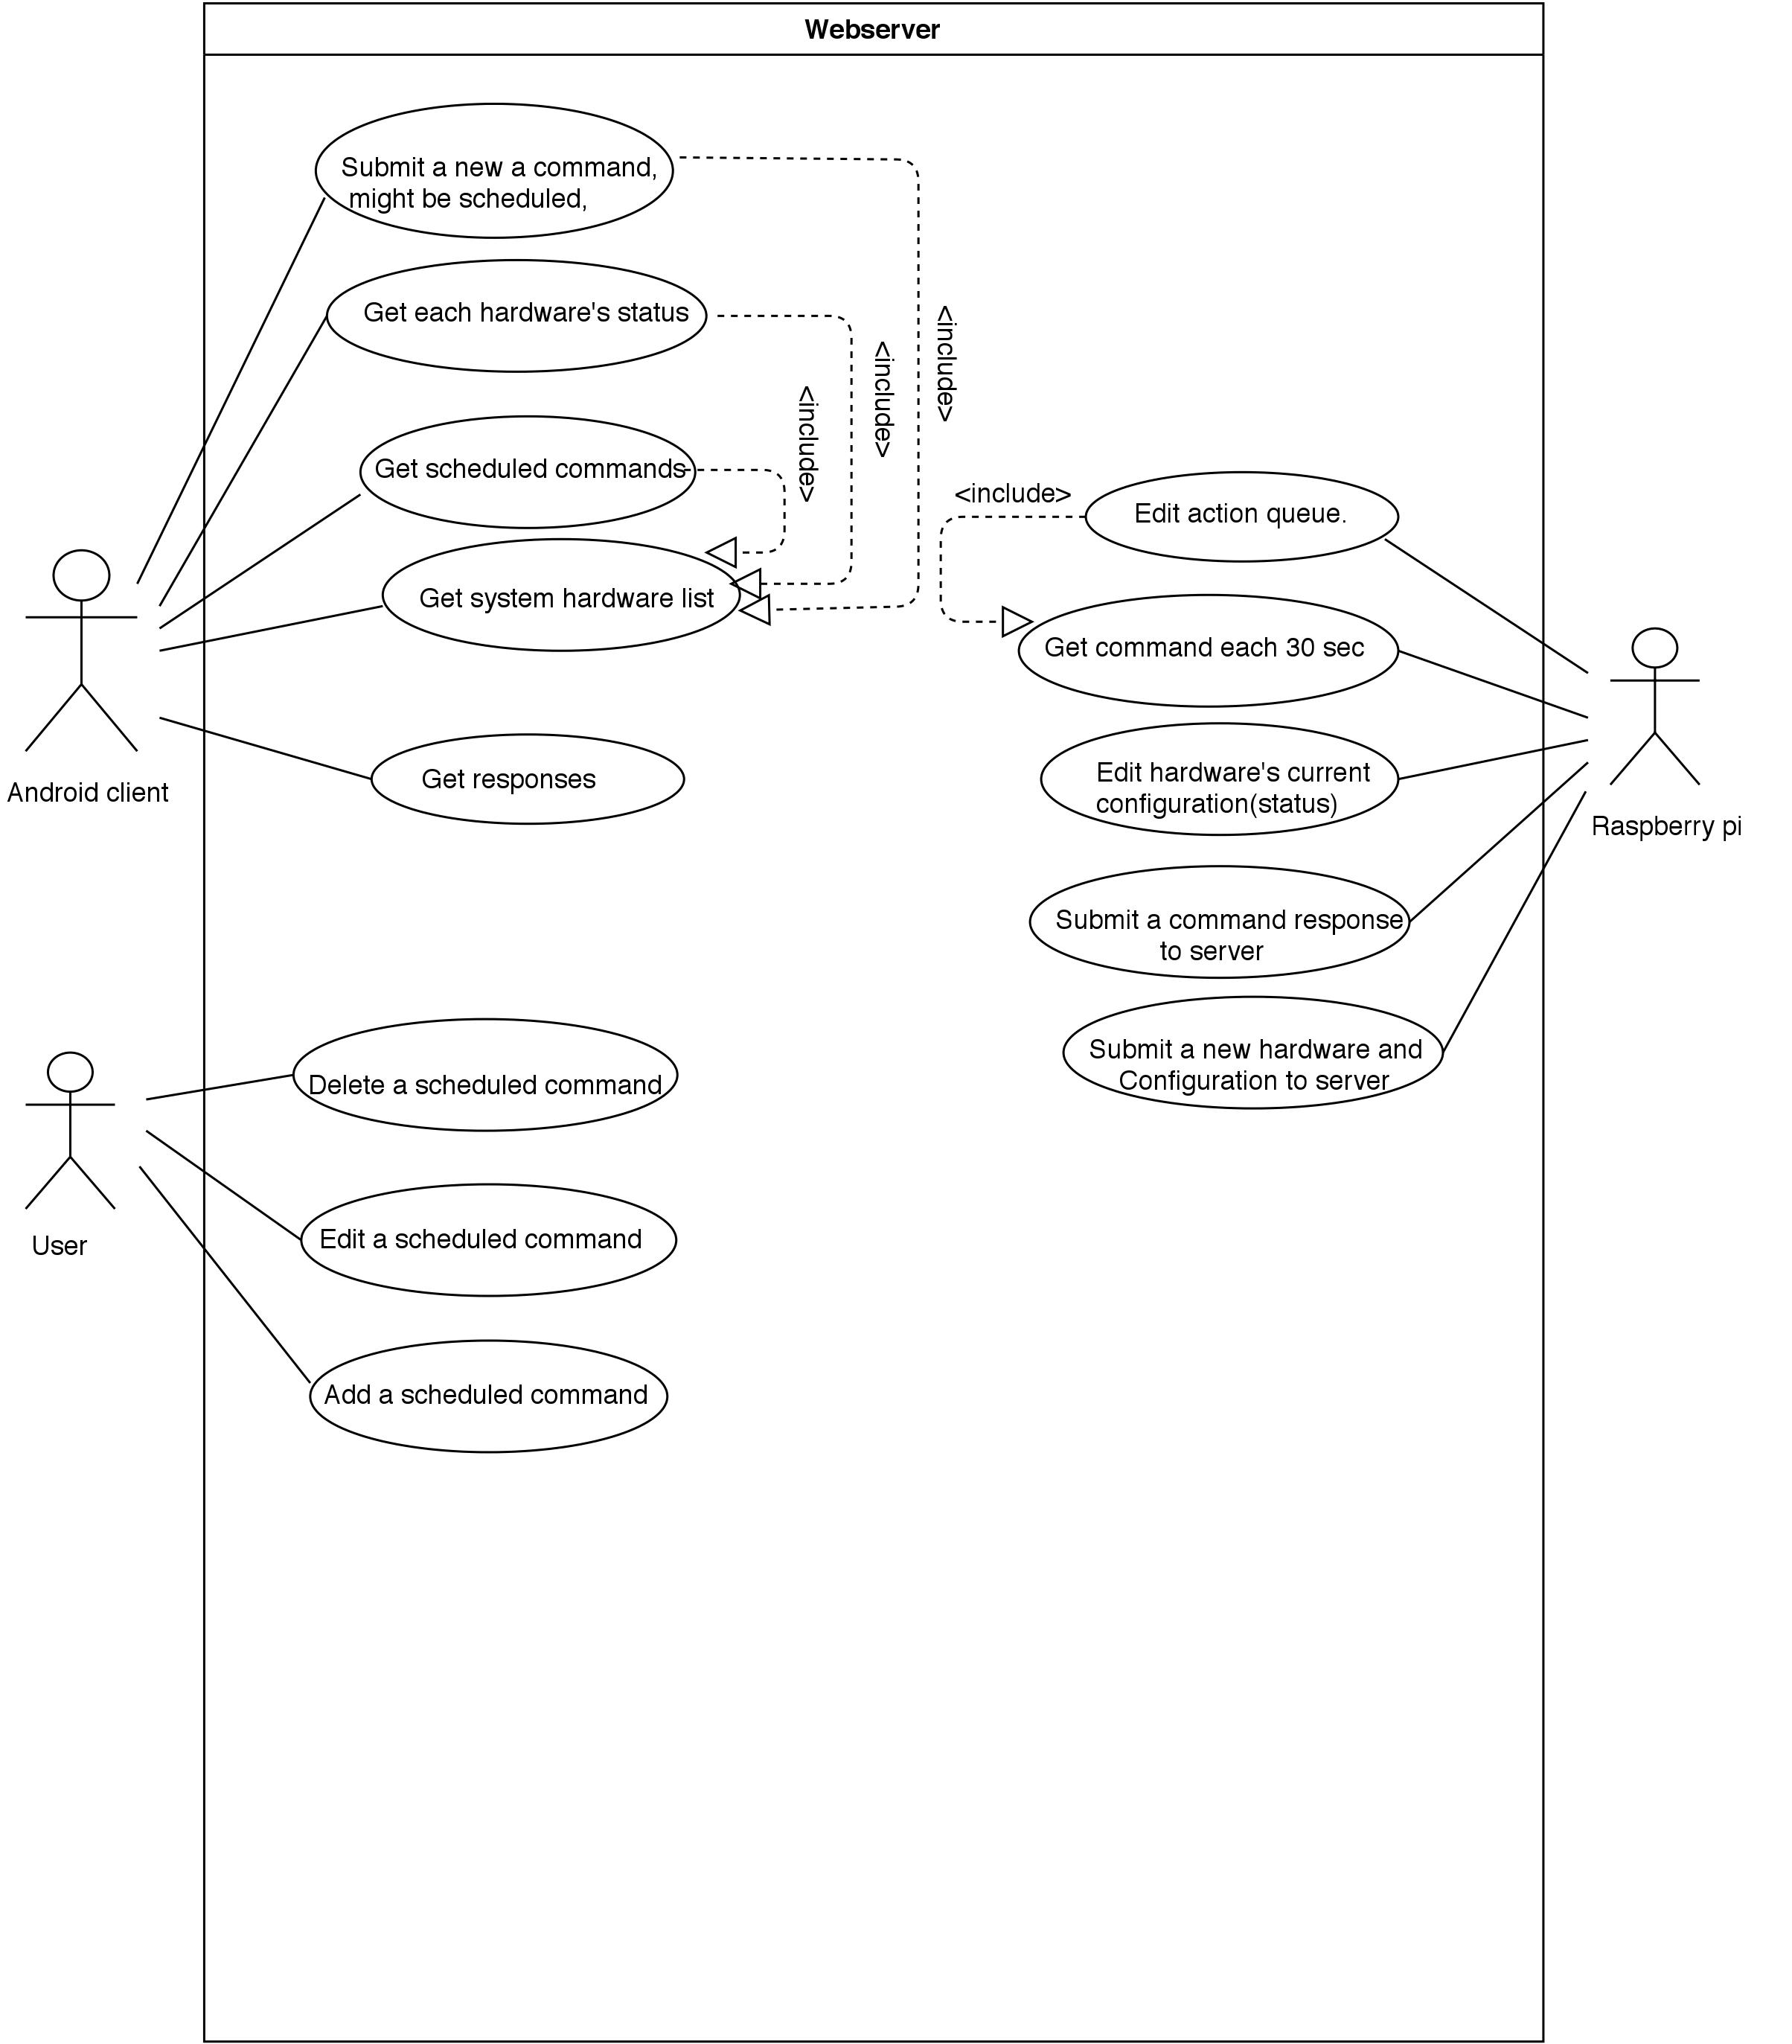 Webserver
Submit a new a command,
might be scheduled,
Get each hardware's status
<include>
<include>
<include>
Get scheduled commands
Get system hardware list
Get responses
Android client
<include>
Edit action queue.
Get command each 30 sec
Edit hardware's current
configuration(status)
Submit a command response
to server
Submit a new hardware and
Configuration to server
Raspberry pi
Delete a scheduled command
Edit a scheduled command
Add a scheduled command
User